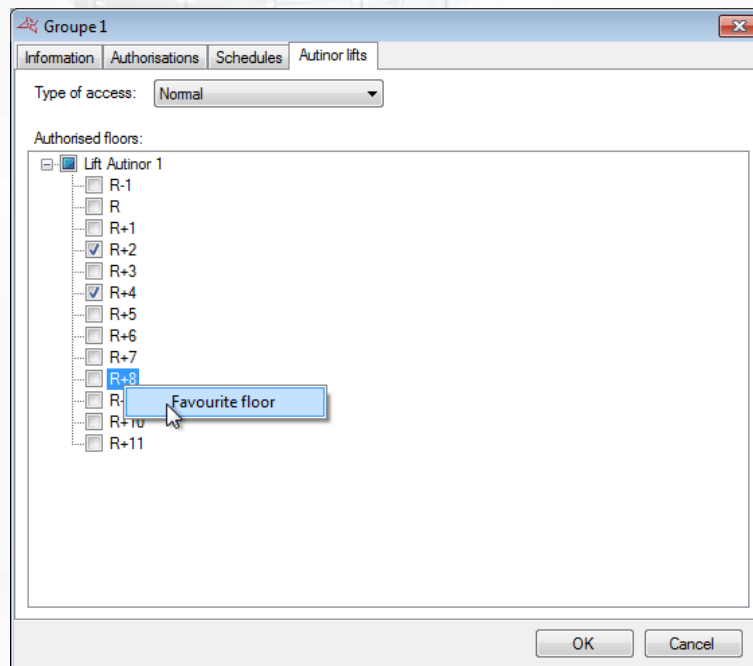 Groupe 1
Information Authorisations Schedules Autinor lifts
Type of access: Normal
Authorised floors:
Lift Autinor 1
R-1
R
R+1
R+2
R+3
R+4
R+5
R+6
R+7
R+8
Favourite floor
R+10
R+11
OK Cancel